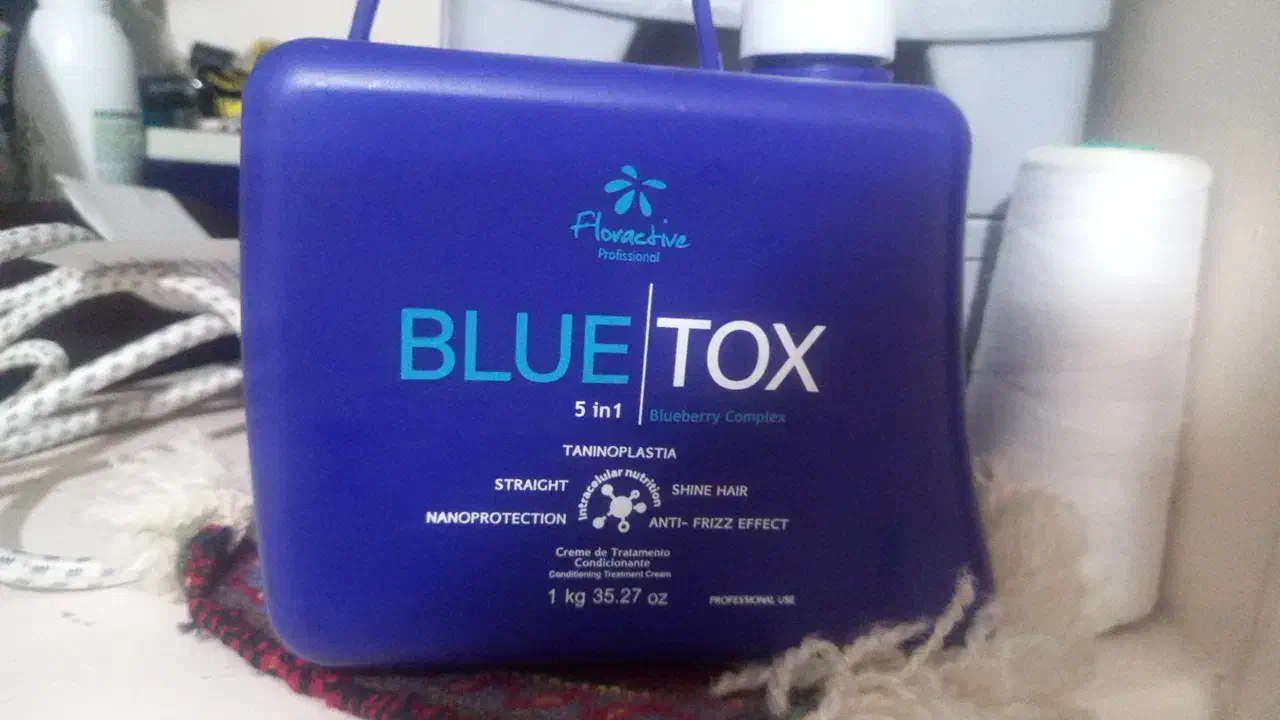 Floractive
Profissional
BLUE TOX
5 in1 Blueberry Complex
TANINOPLASTIA
Intracelular nutrition
STRAIGHT SHINE HAIR
NANOPROTECTION ANTI- FRIZZ EFFECT
Creme de Tratamento
Condicionante
Conditioning Treatment Cream
1 kg 35.27 oz PROFESSIONAL USE